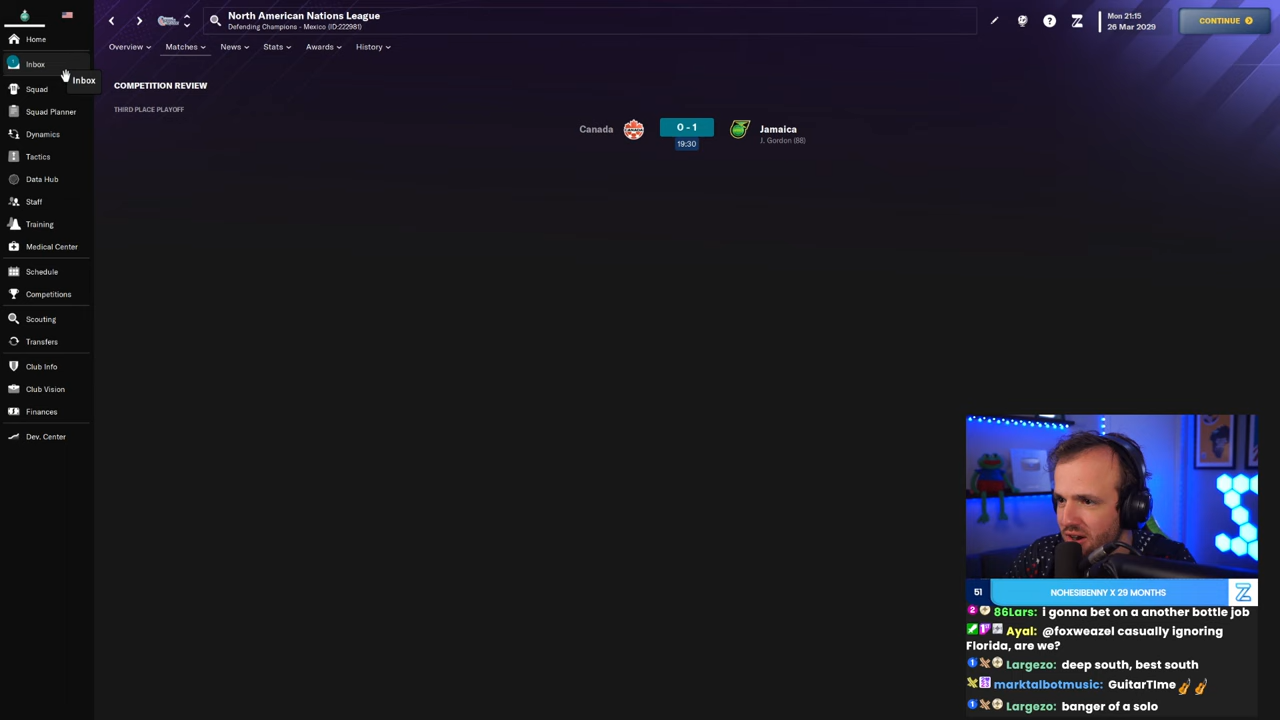 North American Nations League
Defending Champions - Mexico (ID:222981)
Mon 21:15
26 Mar 2029
CONTINUE
Home
Inbox
Inbox
Squad
Squad Planner
Dynamics
Tactics
Data Hub
Staff
Training
Medical Center
Schedule
Competitions
Scouting
Transfers
Club Info
Club Vision
Finances
Dev. Center
Overview
Matches
News
Stats
Awards
History
COMPETITION REVIEW
THIRD PLACE PLAYOFF
Canada
0 - 1
Jamaica
19:30
J. Gordon (88)
51
NOHESIBENNY X 29 MONTHS
86Lars: i gonna bet on a another bottle job
Ayal: @foxweazel casually ignoring
Florida, are we?
Largezo: deep south, best south
marktalbotmusic: GuitarTIme
Largezo: banger of a solo